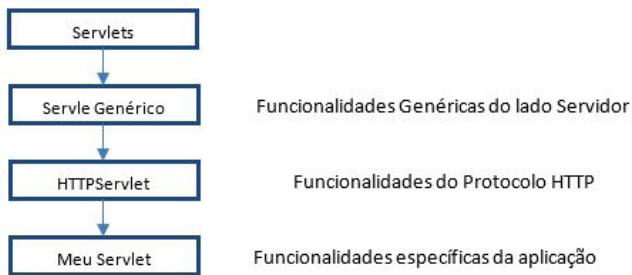 Servlets
Servle Genérico Funcionalidades Genéricas do lado Servidor
HTTPServlet Funcionalidades do Protocolo HTTP
Meu Servlet Funcionalidades específicas da aplicação